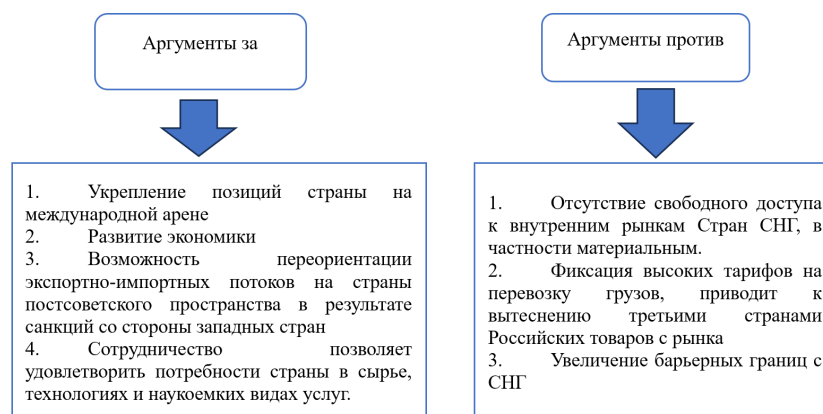 Аргументы за
1. Укрепление позиций страны на
международной арене
2. Развитие экономики
3. Возможность переориентации
экспортно-импортных потоков на страны
постсоветского пространства в результате
санкций со стороны западных стран
4. Сотрудничество позволяет
удовлетворить потребности страны в сырье,
технологиях и наукоемких видах услуг.
Аргументы против
1. Отсутствие свободного доступа
к внутренним рынкам Стран СНГ, в
частности материальным.
2. Фиксация высоких тарифов на
перевозку грузов, приводит к
вытеснению третьими странами
Российских товаров с рынка
3. Увеличение барьерных границ с
СНГ